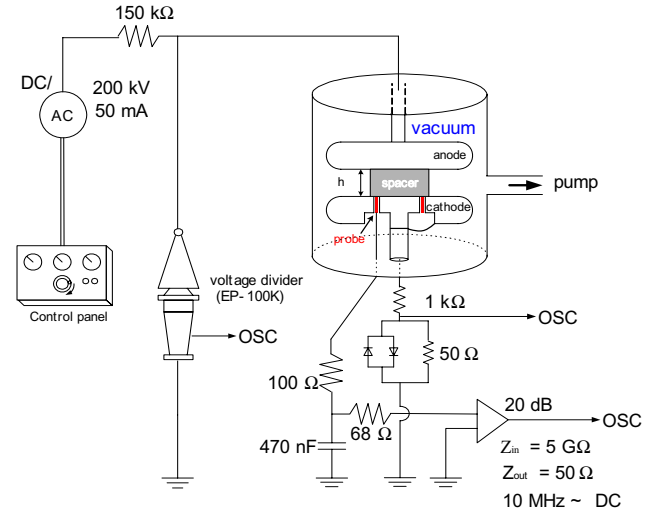 150 kΩ
DC/
AC
200 kV
50 mA
vacuum
anode
h
spacer
cathode
probe
pump
Control panel
voltage divider
(EP- 100K)
OSC
1 kΩ
OSC
50 Ω
100 Ω
68 Ω
470 nF
20 dB
OSC
Zin = 5 GΩ
Zout = 50 Ω
10 MHz ~ DC